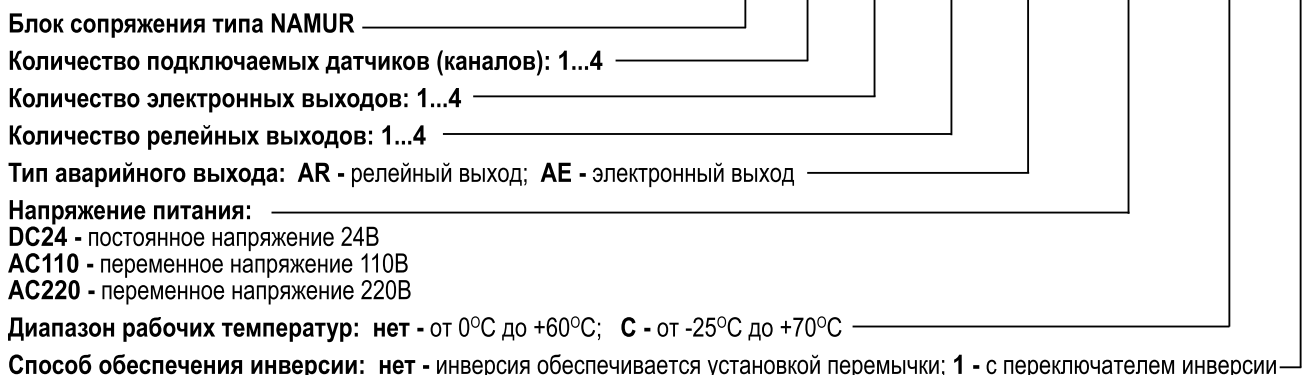 Блок сопряжения типа NAMUR
Количество подключаемых датчиков (каналов): 1...4
Количество электронных выходов: 1...4
Количество релейных выходов: 1...4
Тип аварийного выхода: AR - релейный выход; AE - электронный выход
Напряжение питания:
DC24 - постоянное напряжение 24В
AC110 - переменное напряжение 110В
AC220 - переменное напряжение 220В
Диапазон рабочих температур: нет - от 0°С до +60°С; С - от -25°С до +70°С
Способ обеспечения инверсии: нет - инверсия обеспечивается установкой перемычки; 1 - с переключателем инверсии